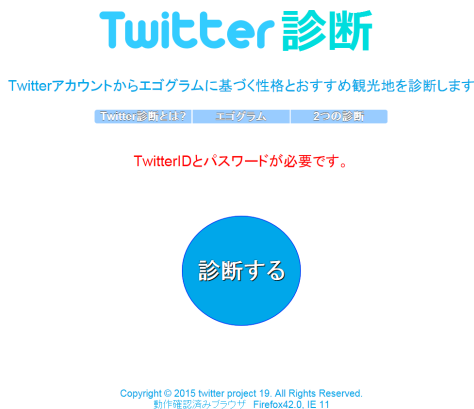 Twitter診断
Twitterアカウントからエゴグラムに基づく性格とおすすめ観光地を診断します
Twitter診断とは？ エゴグラム 2つの診断
TwitterIDとパスワードが必要です。
診断する
Copyright © 2015 twitter project 19. All Rights Reserved.
動作確認済みブラウザ Firefox42.0, IE 11